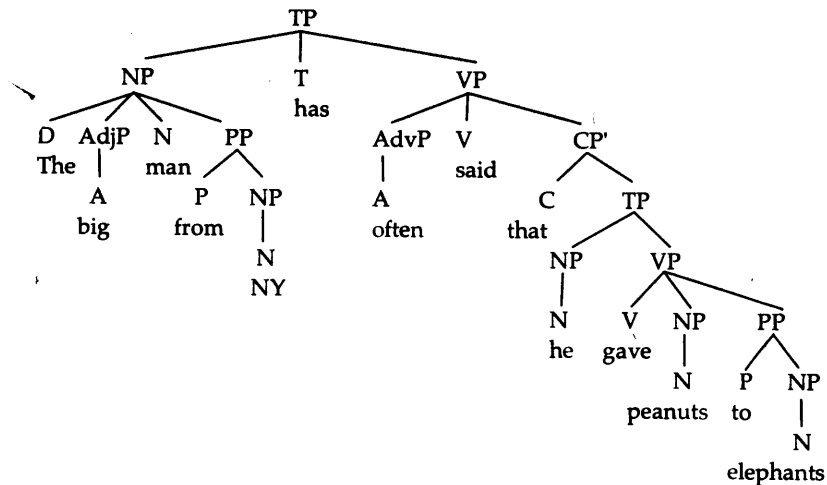 TP
NP T VP
has
D AdjP N PP AdvP V CP'
The man said
A P NP A C TP
big from often that
N NP VP
NY
N V NP PP
he gave
N P NP
peanuts to
N
elephants